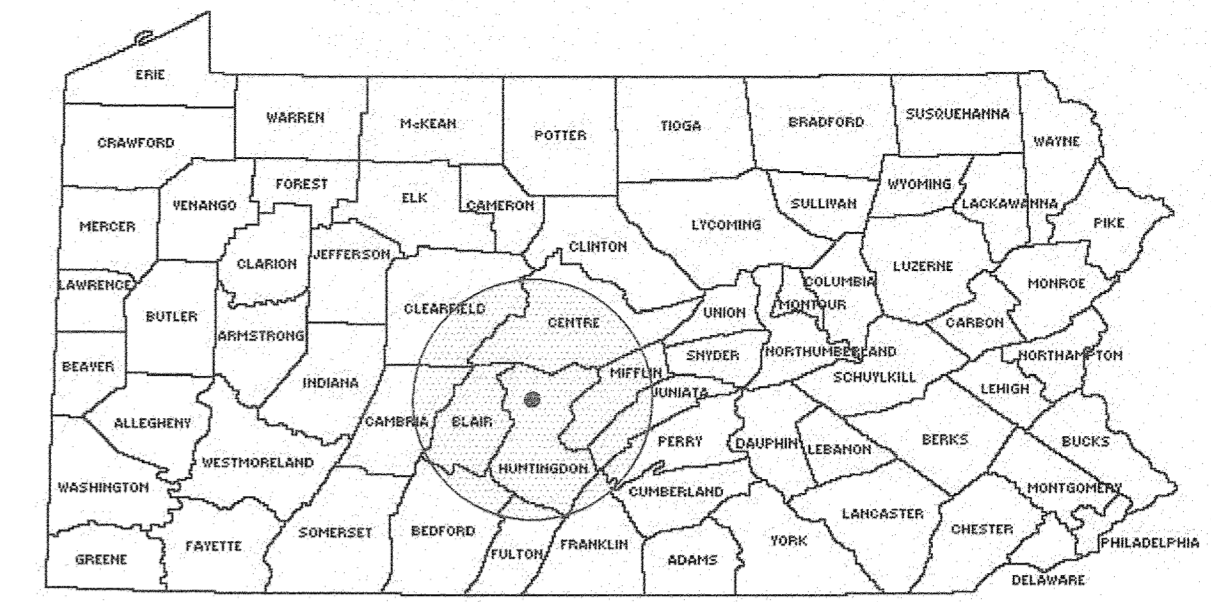 ERIE
WARREN
McKEAN
POTTER
TIOGA
BRADFORD
SUSQUEHANNA
WAYNE
CRAWFORD
FOREST
ELK
CAMERON
SULLIVAN
WYOMING
LACKAWANNA
VENANGO
MERCER
CLINTON
LYCOMING
PIKE
CLARION
JEFFERSON
LUZERNE
LAWRENCE
CLEARFIELD
COLUMBIA
MONROE
BUTLER
CENTRE
UNION
MONTOUR
CARBON
ARMSTRONG
SNYDER
NORTHUMBERLAND
NORTHAMPTON
BEAVER
INDIANA
MIFFLIN
SCHUYLKILL
LEHIGH
JUNIATA
ALLEGHENY
CAMBRIA
BLAIR
PERRY
DAUPHIN
LEBANON
BERKS
BUCKS
WESTMORELAND
HUNTINGDON
WASHINGTON
CUMBERLAND
MONTGOMERY
LANCASTER
SOMERSET
BEDFORD
CHESTER
GREENE
FAYETTE
FULTON
FRANKLIN
ADAMS
YORK
PHILADELPHIA
DELAWARE